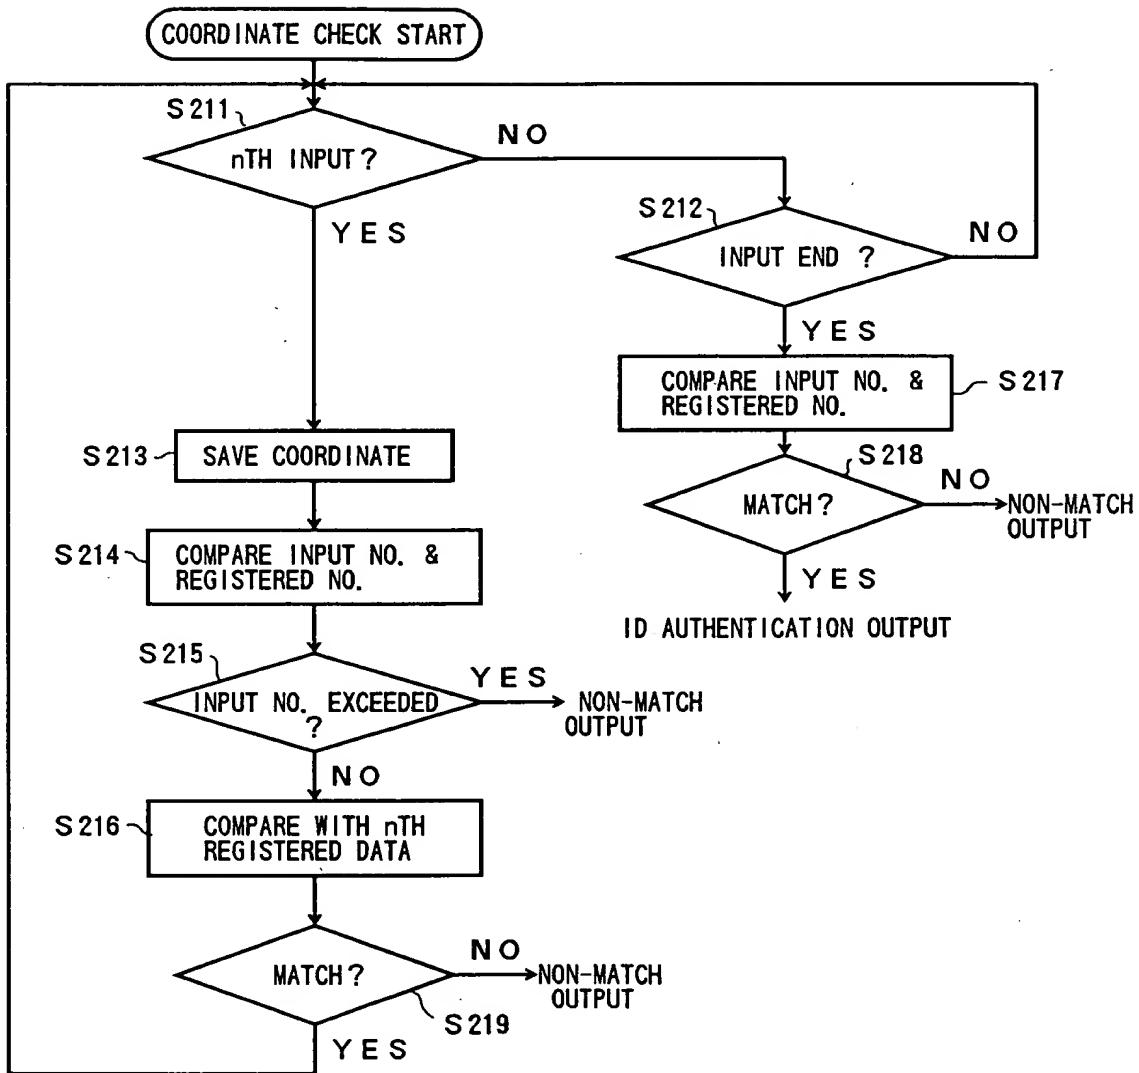 COORDINATE CHECK START
S211
nTH INPUT?
NO
YES
S212
INPUT END ?
NO
YES
COMPARE INPUT NO. &
REGISTERED NO.
S217
S213
SAVE COORDINATE
S218
MATCH?
NO
NON-MATCH
OUTPUT
S214
COMPARE INPUT NO. &
REGISTERED NO.
YES
ID AUTHENTICATION OUTPUT
S215
INPUT NO. EXCEEDED
?
YES
NON-MATCH
OUTPUT
NO
S216
COMPARE WITH nTH
REGISTERED DATA
MATCH?
NO
NON-MATCH
OUTPUT
S219
YES